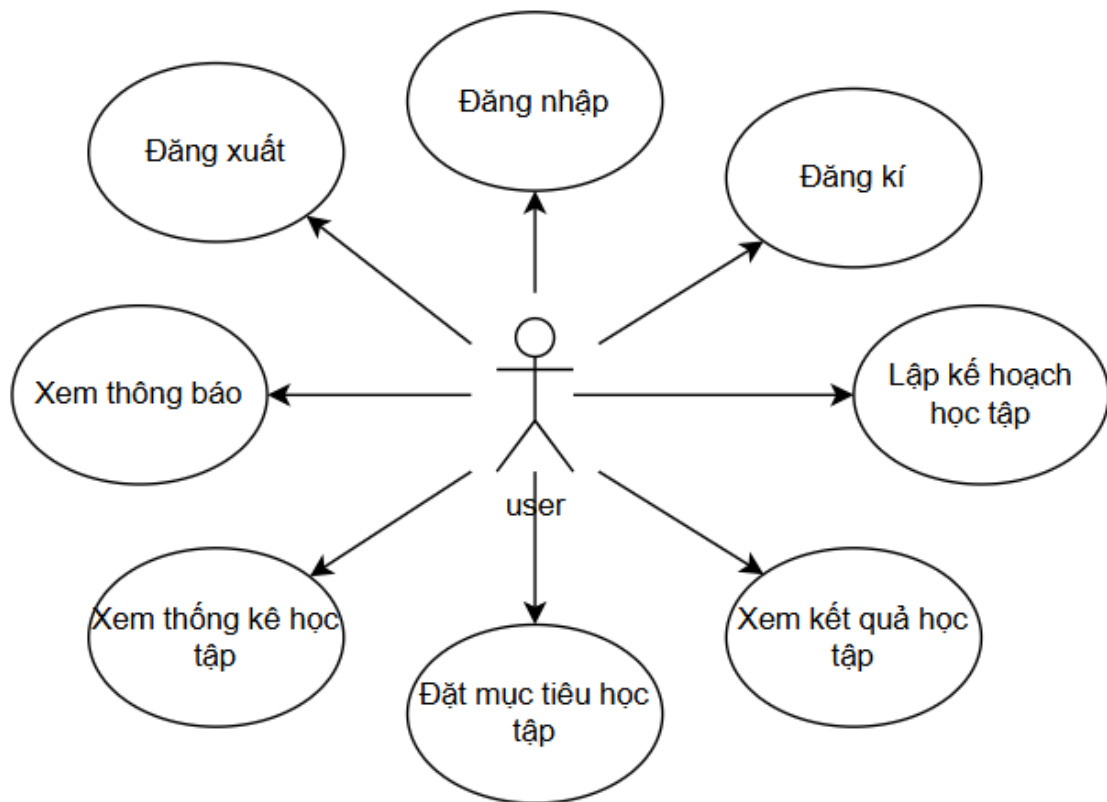 Đăng nhập
Đăng xuất
Đăng kí
Xem thông báo
Lập kế hoạch
học tập
user
Xem thống kê học
tập
Đặt mục tiêu học
tập
Xem kết quả học
tập